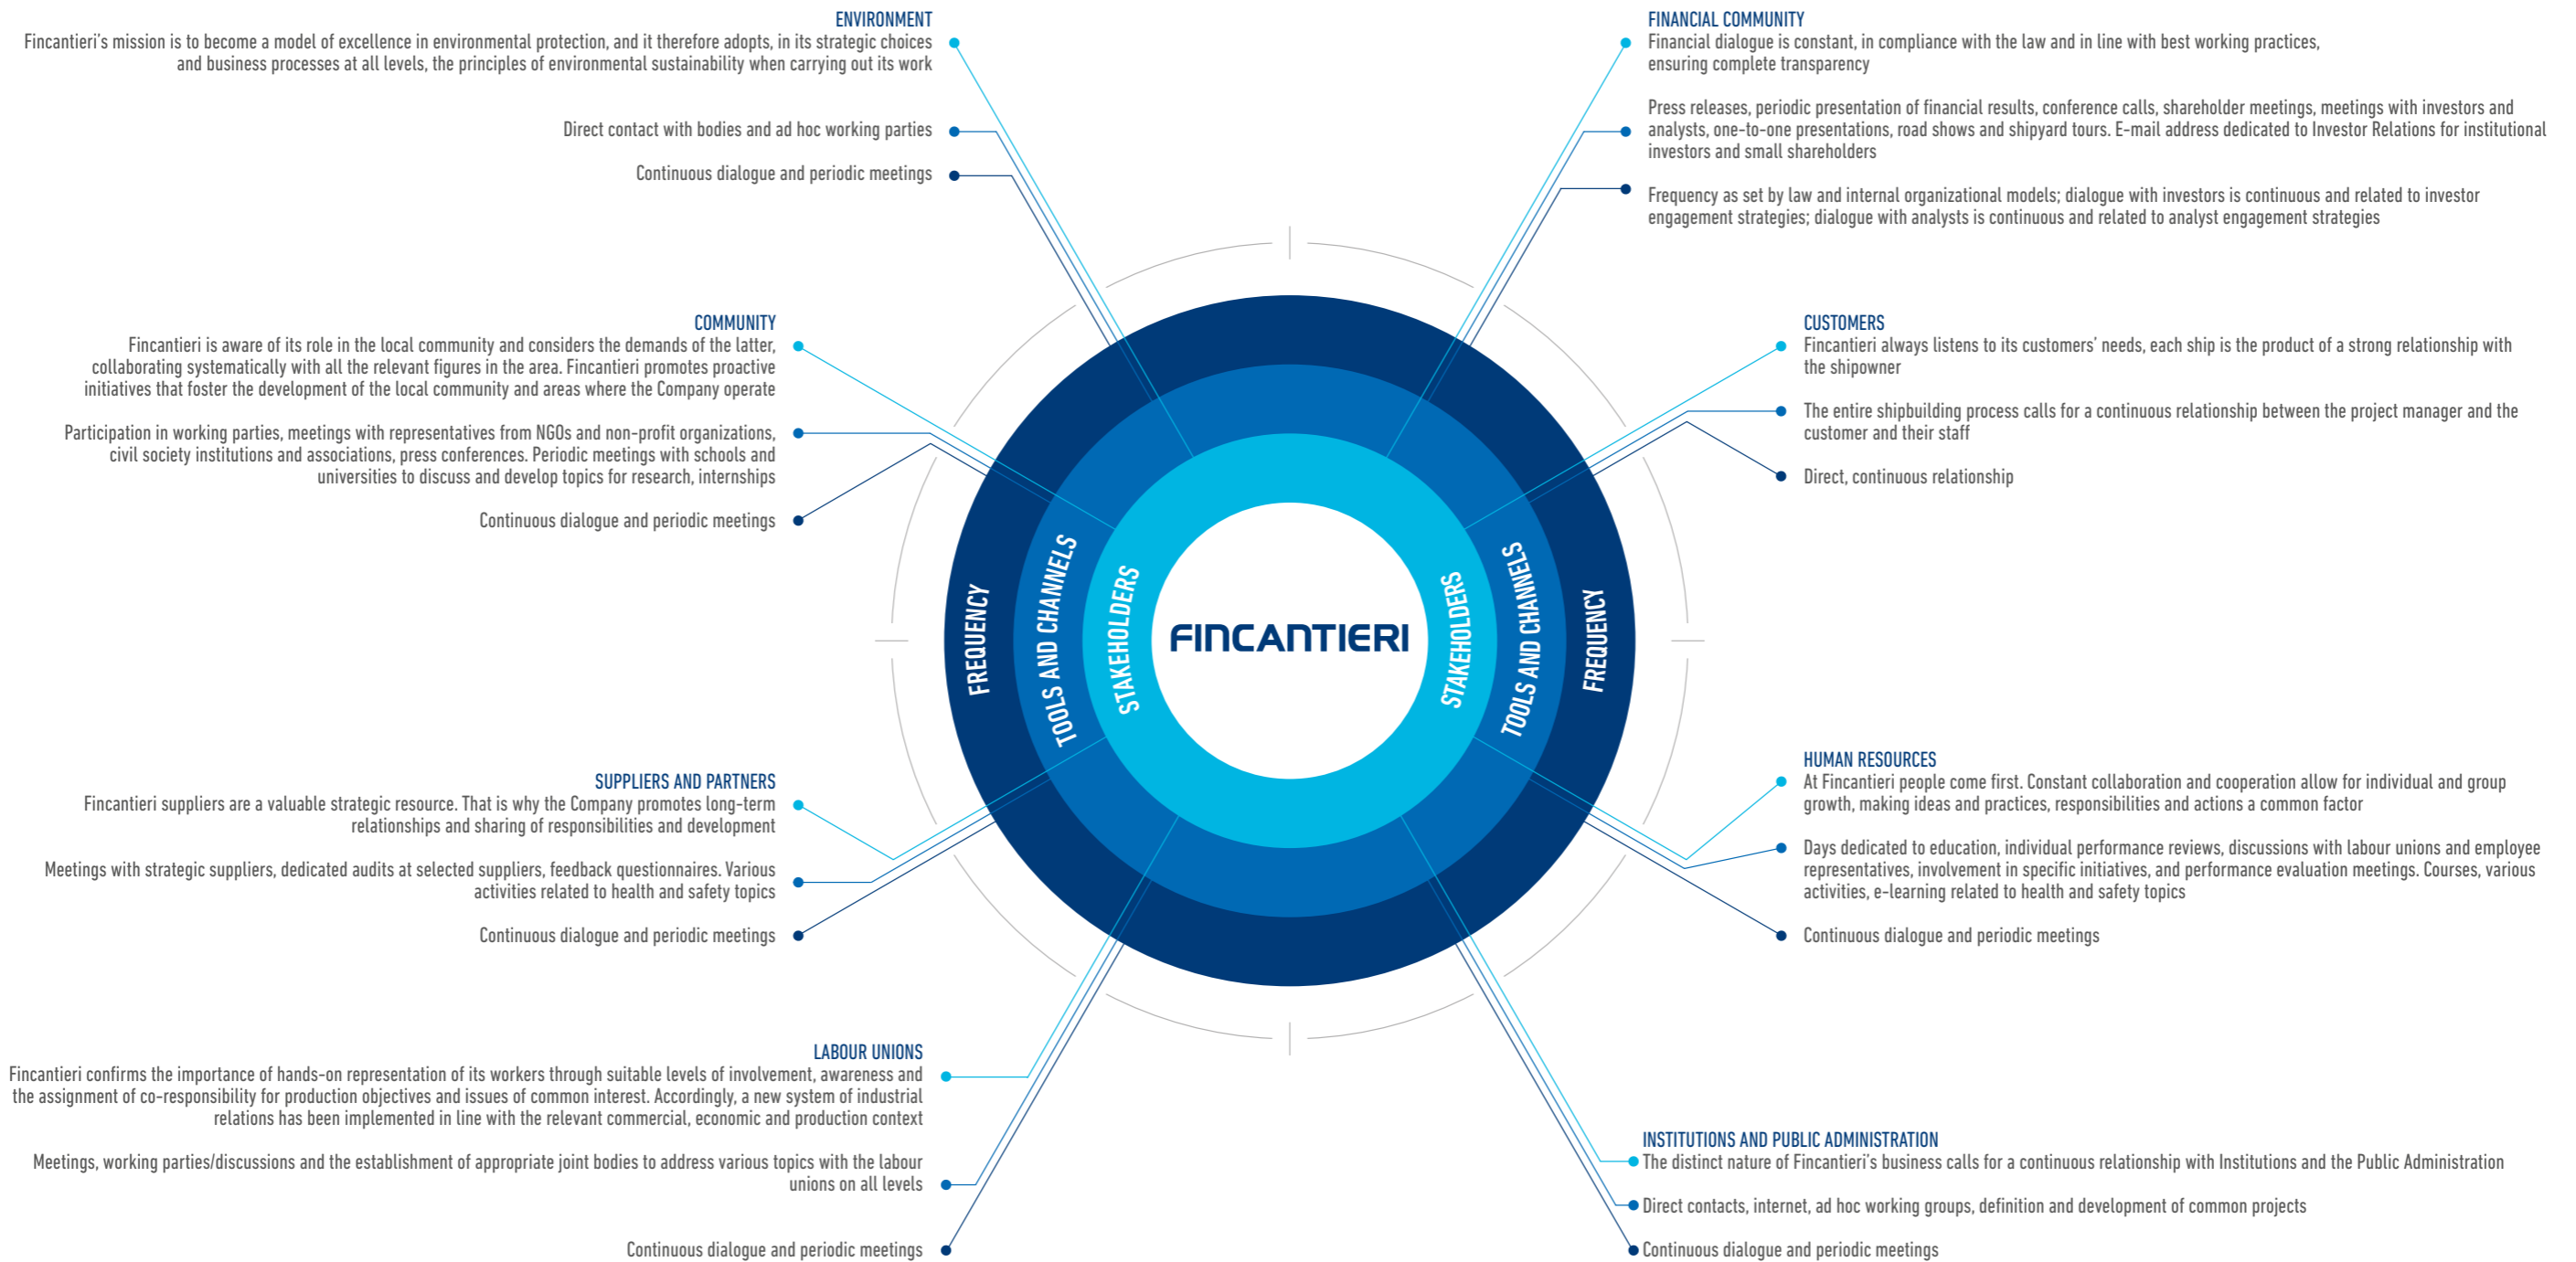 ENVIRONMENT
Fincantieri's mission is to become a model of excellence in environmental protection, and it therefore adopts, in its strategic choices
and business processes at all levels, the principles of environmental sustainability when carrying out its work
Direct contact with bodies and ad hoc working parties
Continuous dialogue and periodic meetings
FINANCIAL COMMUNITY
Financial dialogue is constant, in compliance with the law and in line with best working practices,
ensuring complete transparency
Press releases, periodic presentation of financial results, conference calls, shareholder meetings, meetings with investors and
analysts, one-to-one presentations, road shows and shipyard tours. E-mail address dedicated to Investor Relations for institutional
investors and small shareholders
Frequency as set by law and internal organizational models; dialogue with investors is continuous and related to investor
engagement strategies; dialogue with analysts is continuous and related to analyst engagement strategies
COMMUNITY
Fincantieri is aware of its role in the local community and considers the demands of the latter,
collaborating systematically with all the relevant figures in the area. Fincantieri promotes proactive
initiatives that foster the development of the local community and areas where the Company operate
Participation in working parties, meetings with representatives from NGOs and non-profit organizations,
civil society institutions and associations, press conferences. Periodic meetings with schools and
universities to discuss and develop topics for research, internships
Continuous dialogue and periodic meetings
CUSTOMERS
Fincantieri always listens to its customers' needs, each ship is the product of a strong relationship with
the shipowner
The entire shipbuilding process calls for a continuous relationship between the project manager and the
customer and their staff
Direct, continuous relationship
FREQUENCY
TOOLS AND CHANNELS
STAKEHOLDERS
FINCANTIERI
STAKEHOLDERS
TOOLS AND CHANNELS
FREQUENCY
SUPPLIERS AND PARTNERS
Fincantieri suppliers are a valuable strategic resource. That is why the Company promotes long-term
relationships and sharing of responsibilities and development
Meetings with strategic suppliers, dedicated audits at selected suppliers, feedback questionnaires. Various
activities related to health and safety topics
Continuous dialogue and periodic meetings
HUMAN RESOURCES
At Fincantieri people come first. Constant collaboration and cooperation allow for individual and group
growth, making ideas and practices, responsibilities and actions a common factor
Days dedicated to education, individual performance reviews, discussions with labour unions and employee
representatives, involvement in specific initiatives, and performance evaluation meetings. Courses, various
activities, e-learning related to health and safety topics
Continuous dialogue and periodic meetings
LABOUR UNIONS
Fincantieri confirms the importance of hands-on representation of its workers through suitable levels of involvement, awareness and
the assignment of co-responsibility for production objectives and issues of common interest. Accordingly, a new system of industrial
relations has been implemented in line with the relevant commercial, economic and production context
Meetings, working parties/discussions and the establishment of appropriate joint bodies to address various topics with the labour
unions on all levels
Continuous dialogue and periodic meetings
INSTITUTIONS AND PUBLIC ADMINISTRATION
The distinct nature of Fincantieri's business calls for a continuous relationship with Institutions and the Public Administration
Direct contacts, internet, ad hoc working groups, definition and development of common projects
Continuous dialogue and periodic meetings